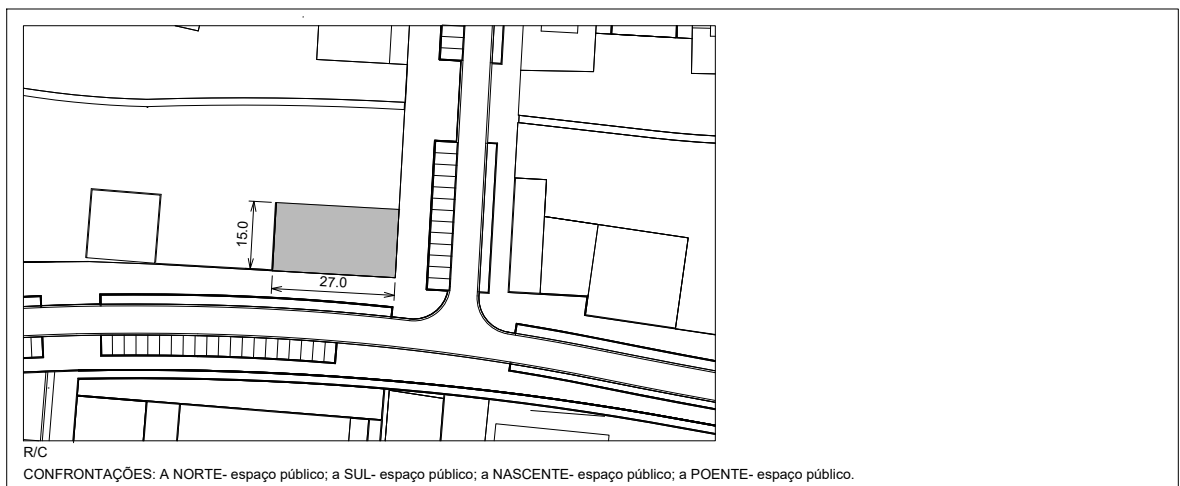 15.0
27.0
R/C
CONFRONTAÇÕES: A NORTE- espaço público; a SUL- espaço público; a NASCENTE- espaço público; a POENTE- espaço público.